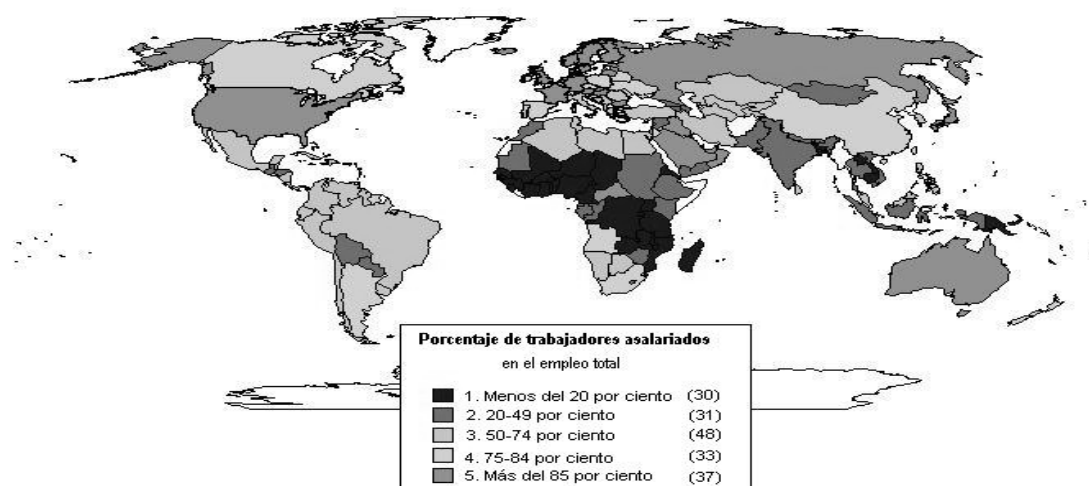 Porcentaje de trabajadores asalariados
en el empleo total
1. Menos del 20 por ciento (30)
2. 20-49 por ciento (31)
3. 50-74 por ciento (48)
4. 75-84 por ciento (33)
5. Más del 85 por ciento (37)